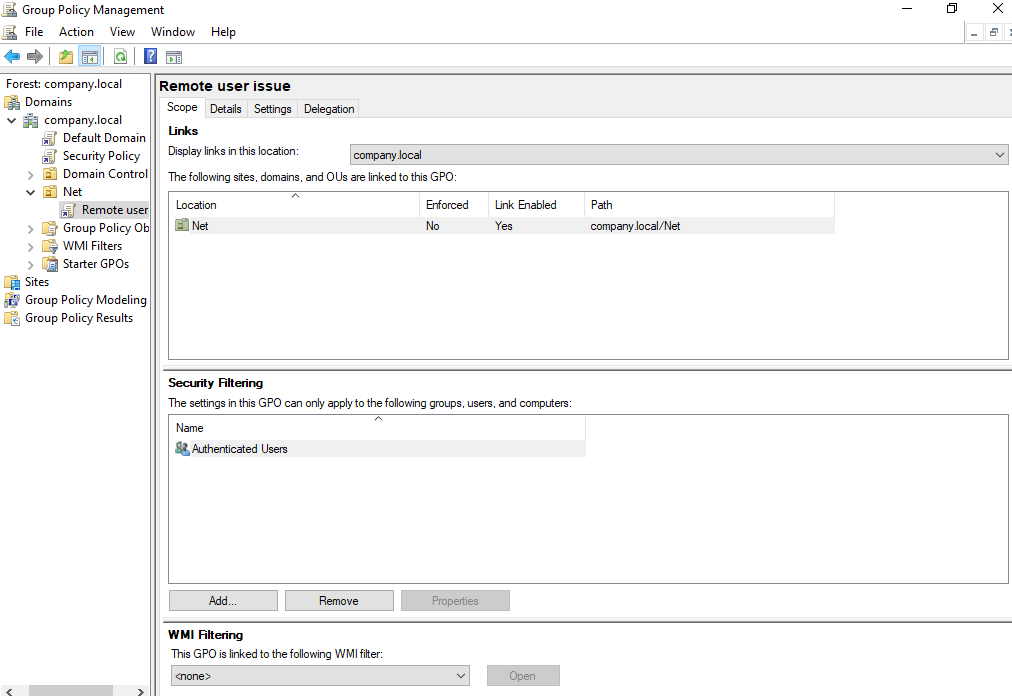 Group Policy Management
File Action View Window Help
Forest: company.local
Domains
company.local
Default Domain
Security Policy
Domain Control
Net
Remote user
Group Policy Ob
WMI Filters
Starter GPOs
Sites
Group Policy Modeling
Group Policy Results
Remote user issue
Scope Details Settings Delegation
Links
Display links in this location: company.local
The following sites, domains, and OUs are linked to this GPO:
Location Enforced Link Enabled Path
Net No Yes company.local/Net
Security Filtering
The settings in this GPO can only apply to the following groups, users, and computers:
Name
Authenticated Users
Add... Remove Properties
WMI Filtering
This GPO is linked to the following WMI filter:
<none> Open